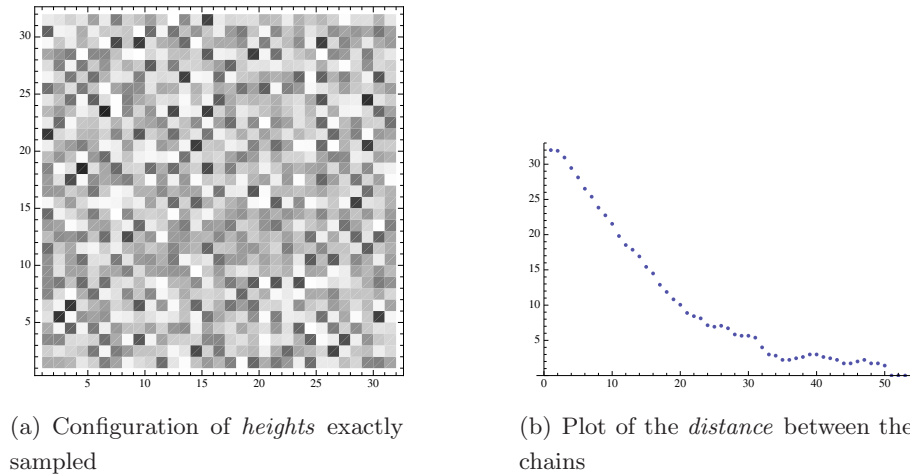 30
25
20
15
10
5
5 10 15 20 25 30
30
25
20
15
10
5
0 10 20 30 40 50
(a) Configuration of heights exactly
sampled
(b) Plot of the distance between the
chains